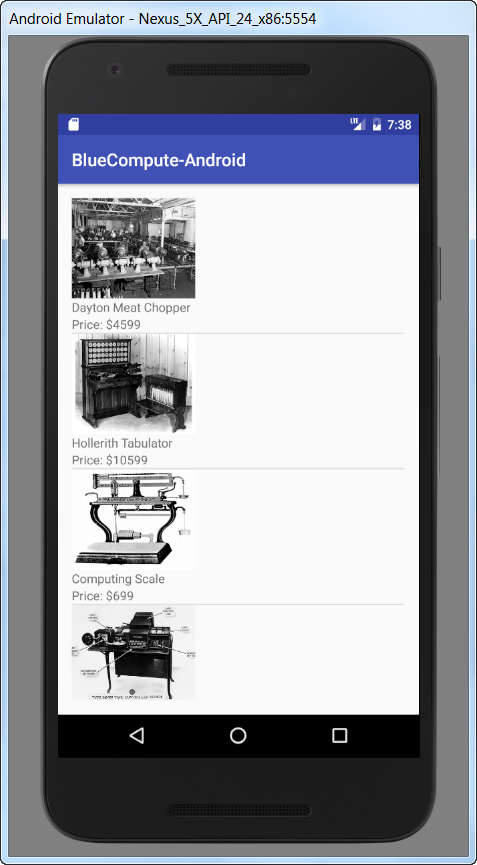 Android Emulator - Nexus_5X_API_24_x86:5554
LTE 7:38
BlueCompute-Android
Dayton Meat Chopper
Price: $4599
Hollerith Tabulator
Price: $10599
Computing Scale
Price: $699